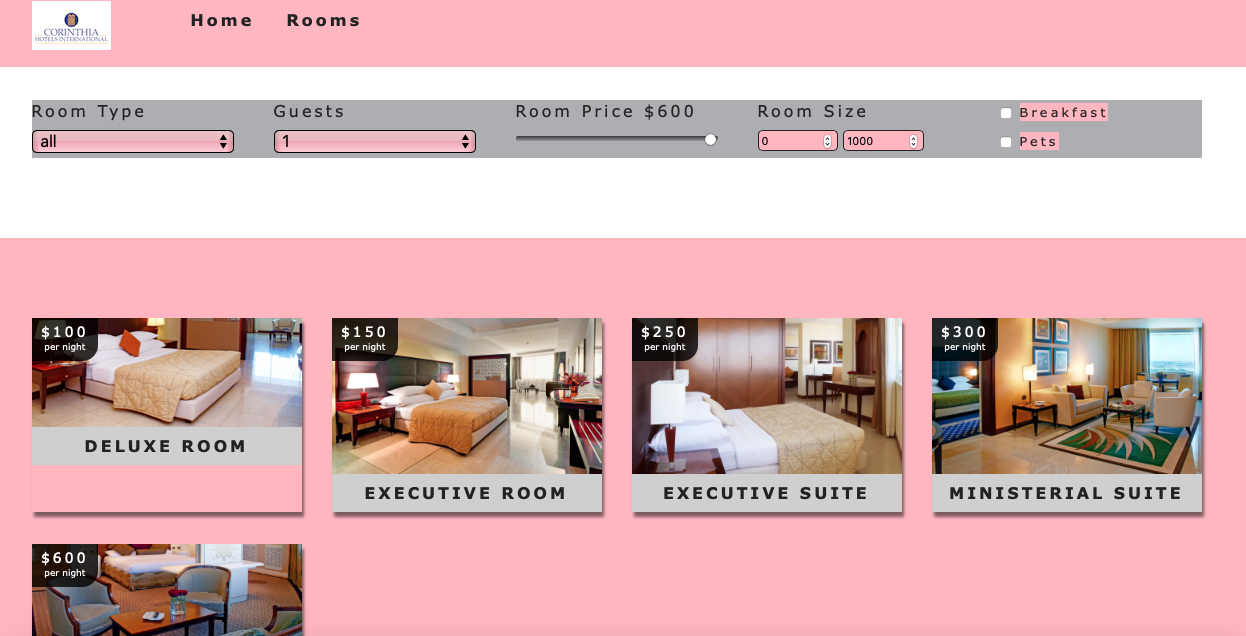 CORINTHIA
HOTELS INTERNATIONAL
Home Rooms
Room Type Guests Room Price $600 Room Size Breakfast
all 1 0 1000 Pets
$100 $150 $250 $300
per night per night per night per night
DELUXE ROOM EXECUTIVE ROOM EXECUTIVE SUITE MINISTERIAL SUITE
$600
per night